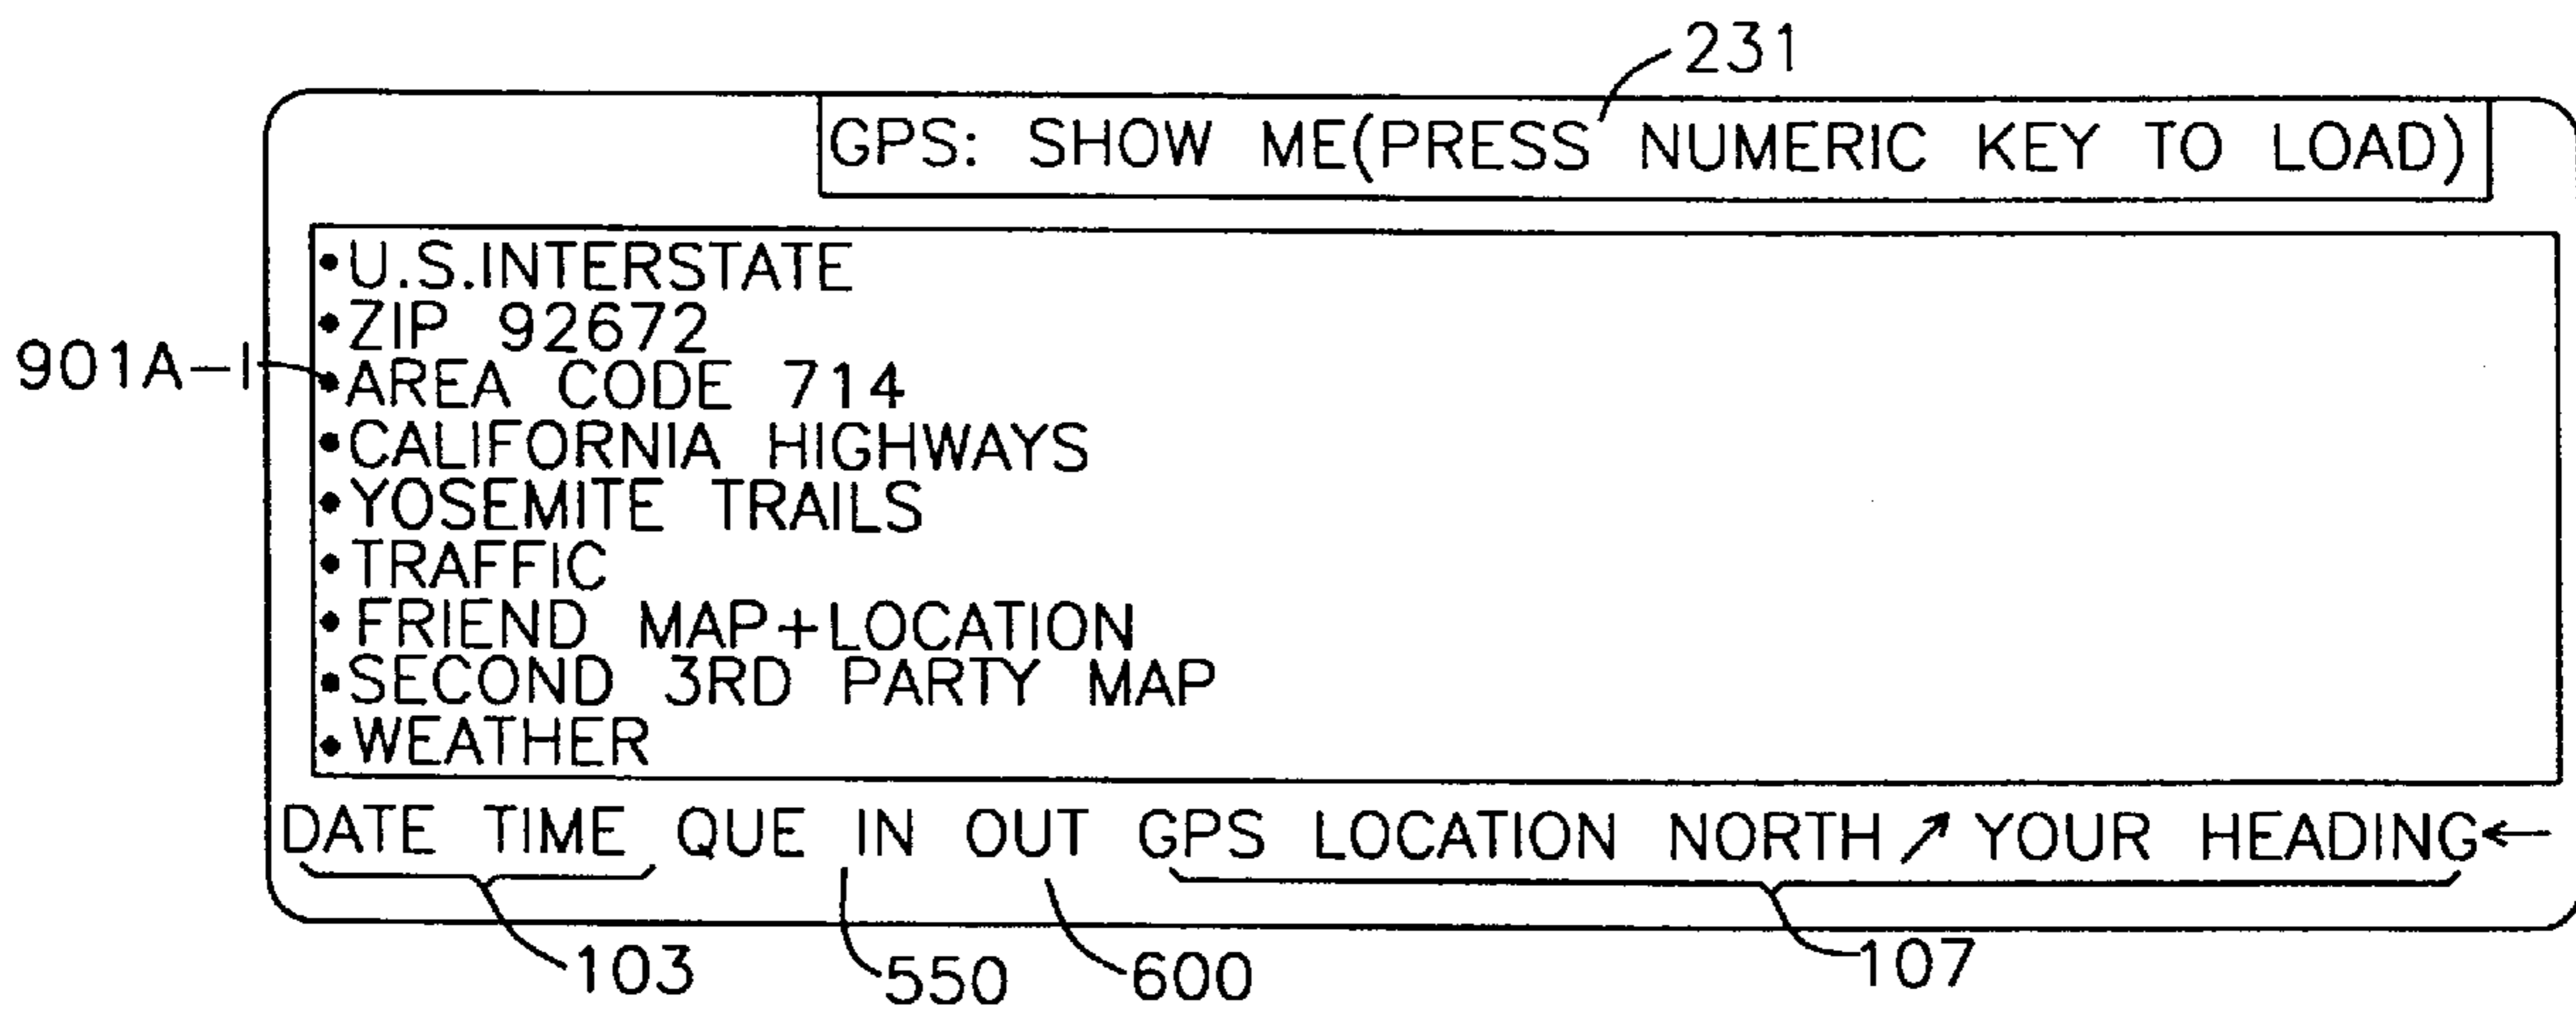 231
GPS: SHOW ME(PRESS NUMERIC KEY TO LOAD)
•U.S.INTERSTATE
•ZIP 92672
901A-I
•AREA CODE 714
•CALIFORNIA HIGHWAYS
•YOSEMITE TRAILS
•TRAFFIC
•FRIEND MAP+LOCATION
•SECOND 3RD PARTY MAP
•WEATHER
DATE TIME QUE IN OUT GPS LOCATION NORTH ↗ YOUR HEADING←
103 550 600 107